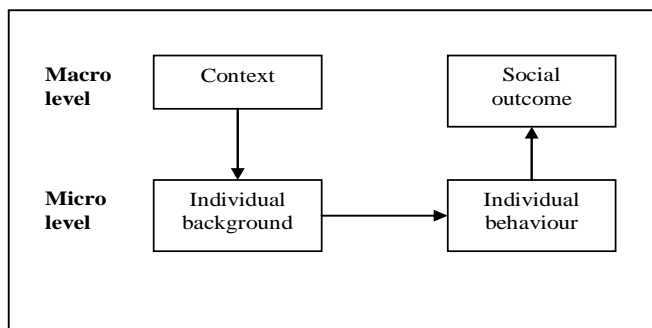 Macro
level
Context
Social
outcome
Micro
level
Individual
background
Individual
behaviour